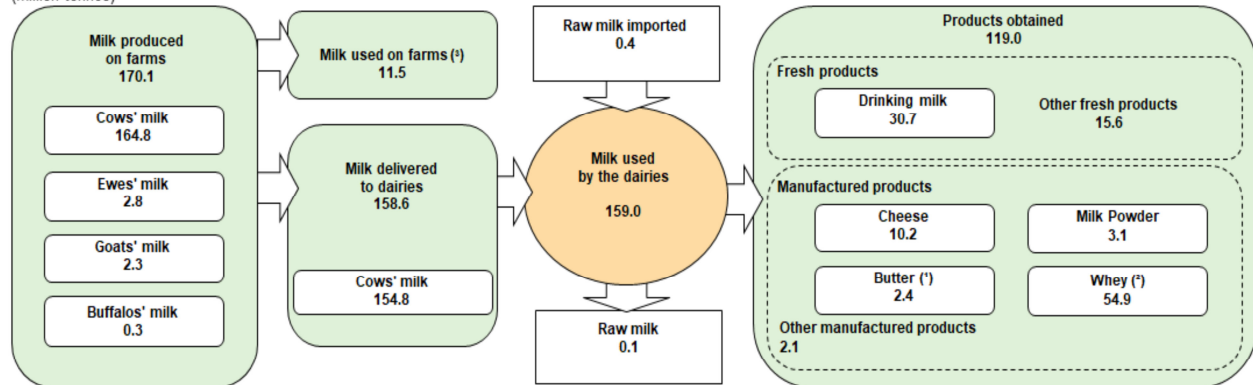 (million tonnes)
Milk produced
on farms
170.1
Cows' milk
164.8
Ewes' milk
2.8
Goats' milk
2.3
Buffalos' milk
0.3
Milk used on farms (³)
11.5
Milk delivered
to dairies
158.6
Cows' milk
154.8
Raw milk imported
0.4
Milk used
by the dairies
159.0
Raw milk
0.1
Products obtained
119.0
Fresh products
Drinking milk
30.7
Other fresh products
15.6
Manufactured products
Cheese
10.2
Milk Powder
3.1
Butter (¹)
2.4
Whey (²)
54.9
Other manufactured products
2.1